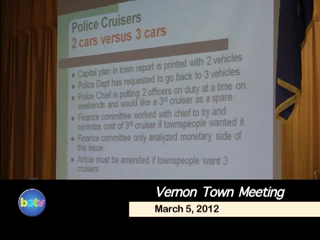 Police Cruisers
2 cars versus 3 cars
• Capital plan in town report is printed with 2 vehicles
• Police Dept has requested to go back to 3 vehicles
• Police Chief is putting 2 officers on duty at a time on
weekends and would like a 3rd cruiser as a spare
• Finance committee worked with chief to try and
minimize cost of 3rd cruiser if townspeople wanted it
• Finance committee only analyzed monetary side of
this issue
• Article must be amended if townspeople want 3
cruisers
bctv
Vernon Town Meeting
March 5, 2012